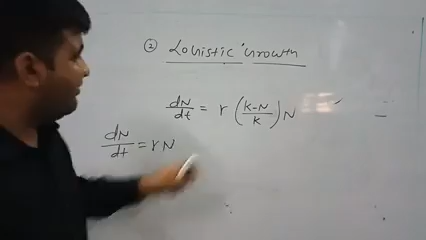 ② Logistic Growth
dN/dt = r (K-N/K) N
dN/dt = rN